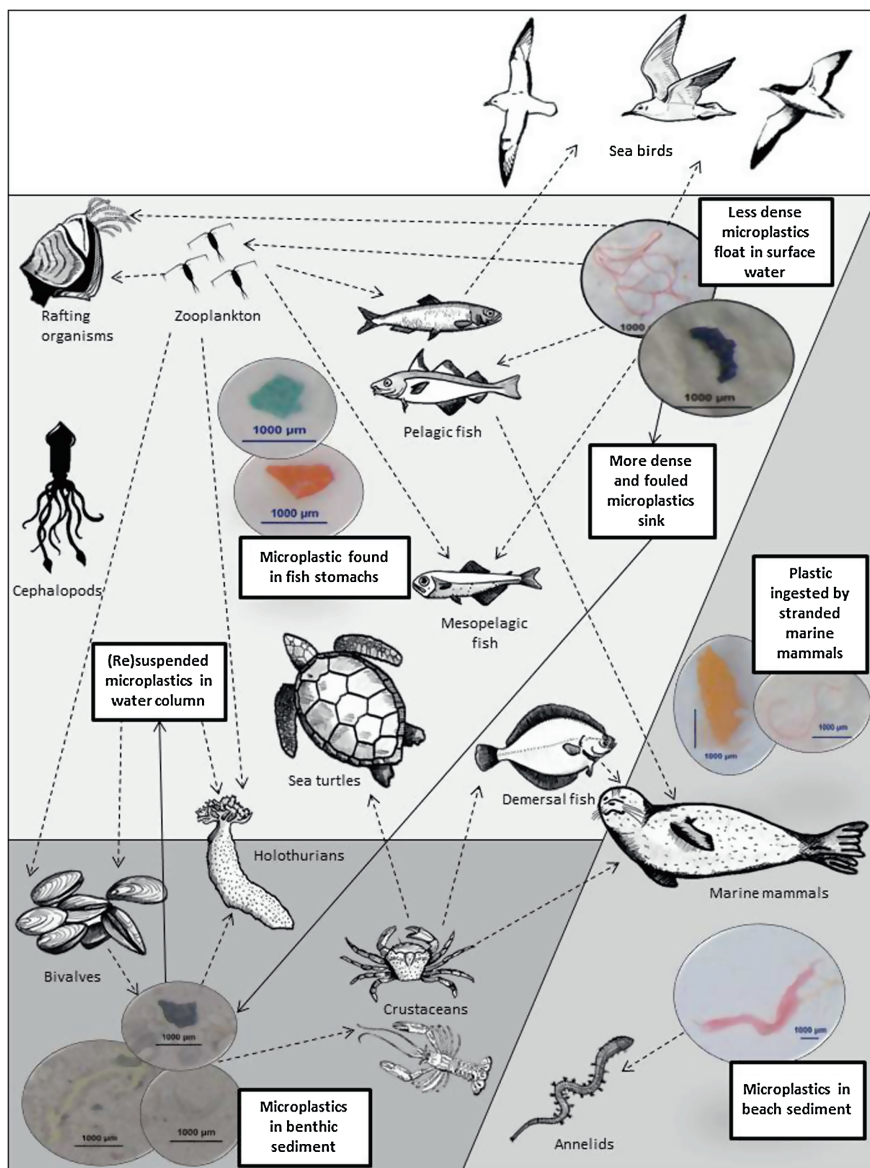 Sea birds
Less dense
microplastics
float in surface
water
1000 µm
1000 µm
Rafting
organisms
Zooplankton
Pelagic fish
1000 µm
1000 µm
More dense
and fouled
microplastics
sink
Microplastic found
in fish stomachs
Cephalopods
Mesopelagic
fish
Plastic
ingested by
stranded
marine
mammals
1000 µm
1000 µm
(Re)suspended
microplastics in
water column
Sea turtles
Demersal fish
Holothurians
Marine mammals
Bivalves
Crustaceans
1000 µm
1000 µm
1000 µm
Microplastics
in benthic
sediment
1000 µm
Microplastics in
beach sediment
Annelids